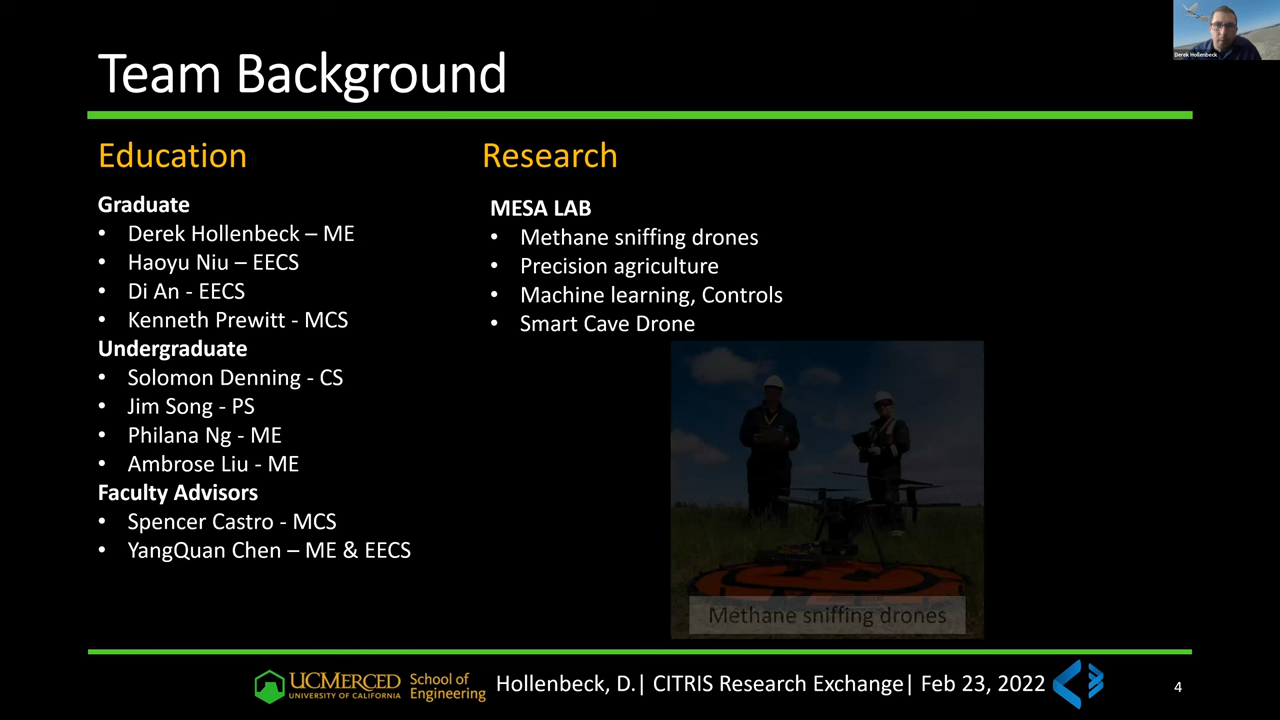 Derek Hollenbeck
Team Background
Education
Graduate
• Derek Hollenbeck – ME
• Haoyu Niu – EECS
• Di An - EECS
• Kenneth Prewitt - MCS
Undergraduate
• Solomon Denning - CS
• Jim Song - PS
• Philana Ng - ME
• Ambrose Liu - ME
Faculty Advisors
• Spencer Castro - MCS
• YangQuan Chen – ME & EECS
Research
MESA LAB
• Methane sniffing drones
• Precision agriculture
• Machine learning, Controls
• Smart Cave Drone
Methane sniffing drones
UCMERCED
UNIVERSITY OF CALIFORNIA
School of
Engineering
Hollenbeck, D.| CITRIS Research Exchange| Feb 23, 2022
4